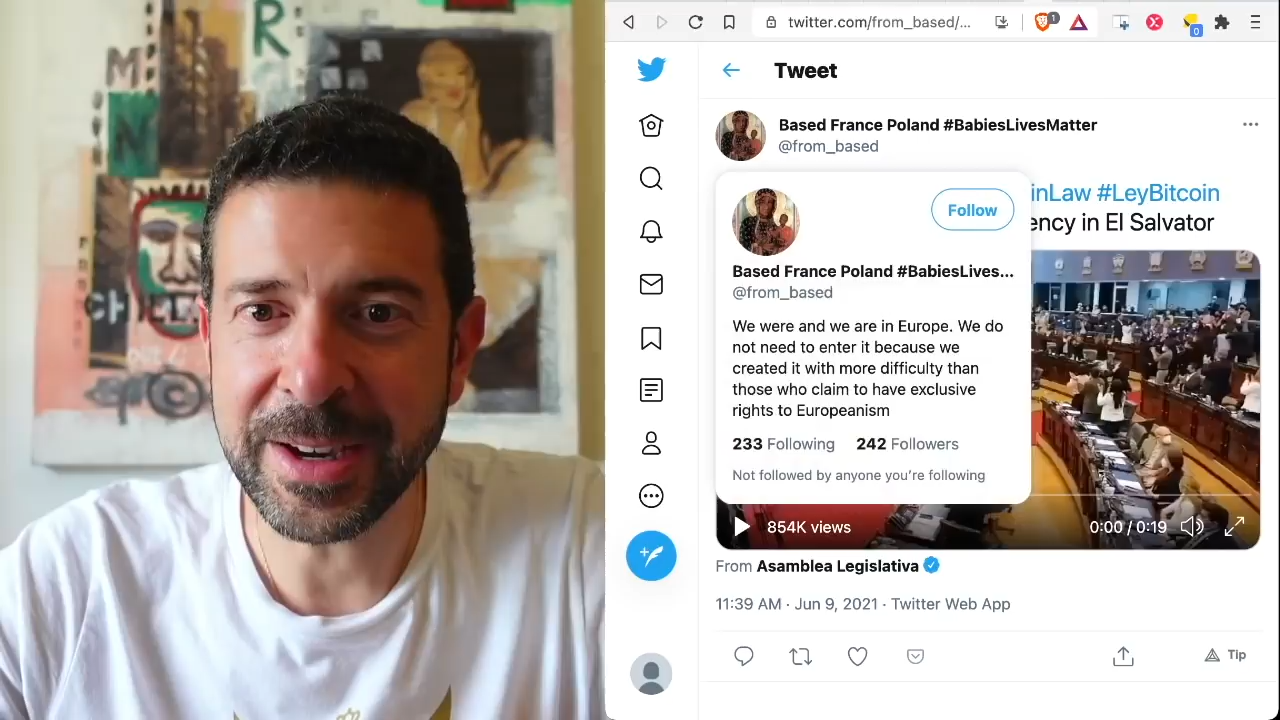 R
M
N
CHEE
twitter.com/from_based/...
1
0
Tweet
Based France Poland #BabiesLivesMatter
@from_based
inLaw #LeyBitcoin
ency in El Salvator
Follow
Based France Poland #BabiesLives...
@from_based
We were and we are in Europe. We do
not need to enter it because we
created it with more difficulty than
those who claim to have exclusive
rights to Europeanism
233 Following 242 Followers
Not followed by anyone you're following
854K views
0:00 / 0:19
From Asamblea Legislativa
11:39 AM · Jun 9, 2021 · Twitter Web App
Tip